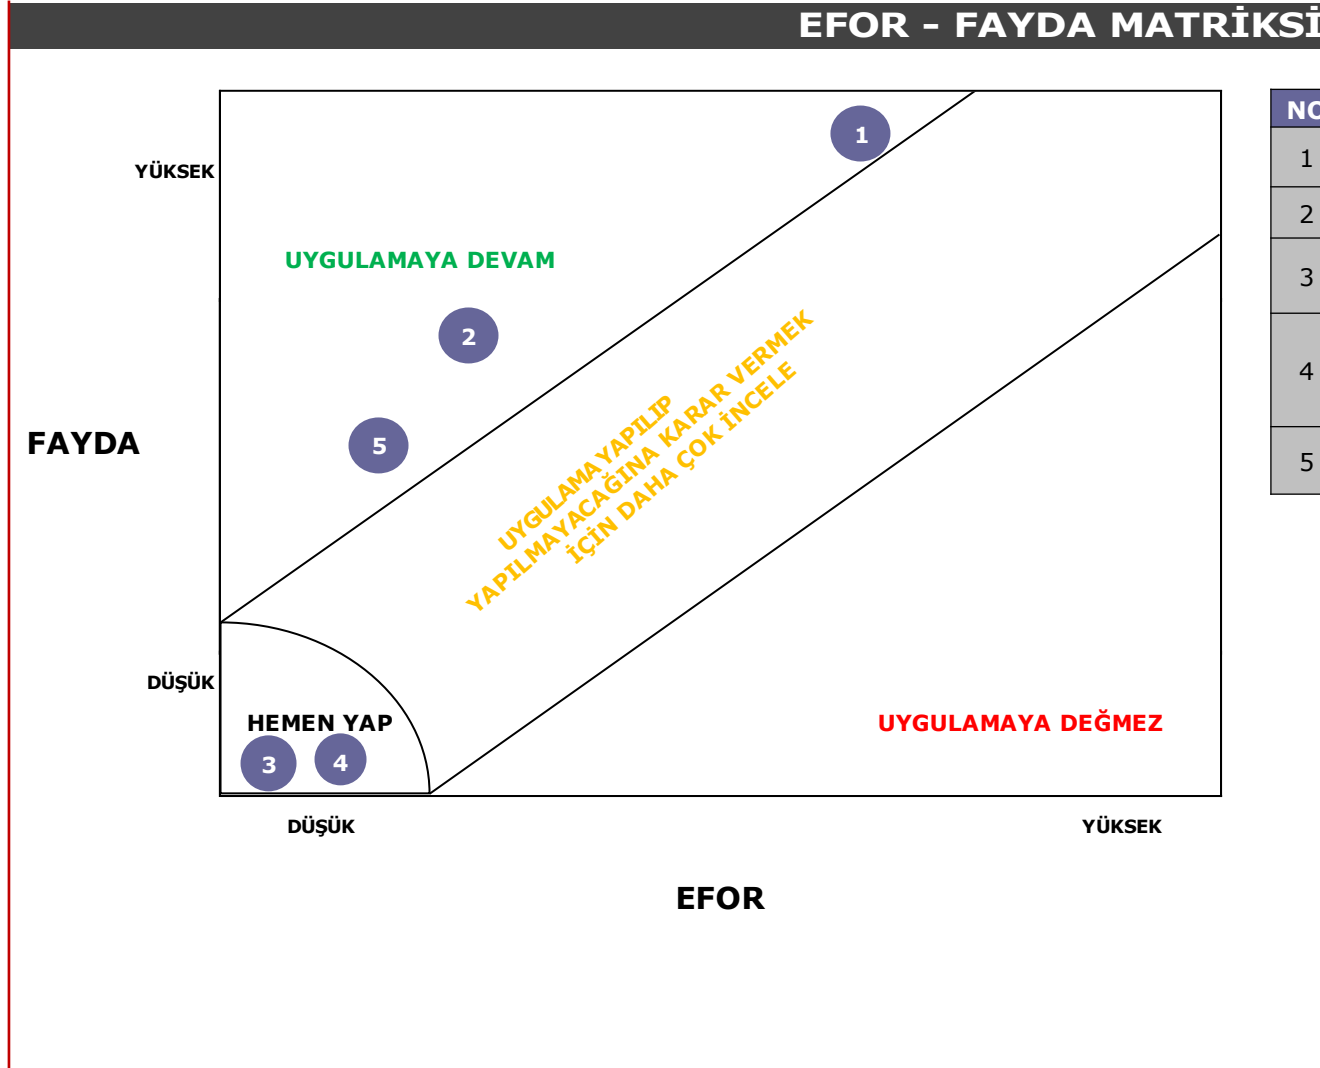 EFOR - FAYDA MATRİKSİ
YÜKSEK
UYGULAMAYA DEVAM
1
2
5
FAYDA
UYGULAMA YAPILIP
YAPILMAYACAĞINA KARAR VERMEK
İÇİN DAHA ÇOK İNCELE
DÜŞÜK
HEMEN YAP
3
4
UYGULAMAYA DEĞMEZ
DÜŞÜK
YÜKSEK
EFOR
NO
1
2
3
4
5